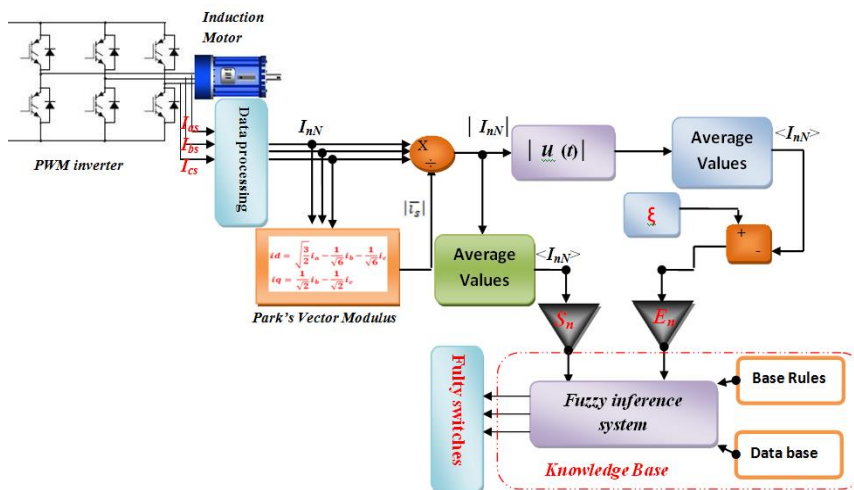 Induction
Motor
PWM inverter
I_as
I_bs
I_cs
Data processing
I_nN
X
÷
| I_nN |
| u (t) |
Average
Values
<I_nN>
ξ
+
-
|i_s|
id = √(3/2) i_a − 1/√6 i_b − 1/√6 i_c
iq = 1/√2 i_b − 1/√2 i_c
Park's Vector Modulus
Average
Values
<I_nN>
S_n
E_n
Fulty switches
Fuzzy inference
system
Base Rules
Data base
Knowledge Base